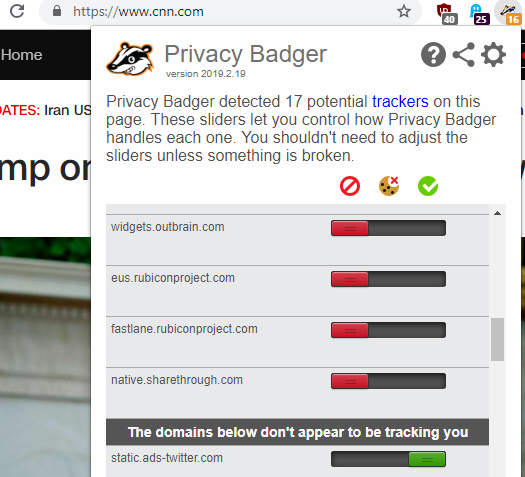 https://www.cnn.com
40
25
16
Home
Privacy Badger
version 2019.2.19
DATES: Iran US
Privacy Badger detected 17 potential trackers on this
page. These sliders let you control how Privacy Badger
handles each one. You shouldn't need to adjust the
sliders unless something is broken.
mp on
widgets.outbrain.com
eus.rubiconproject.com
fastlane.rubiconproject.com
native.sharethrough.com
The domains below don't appear to be tracking you
static.ads-twitter.com